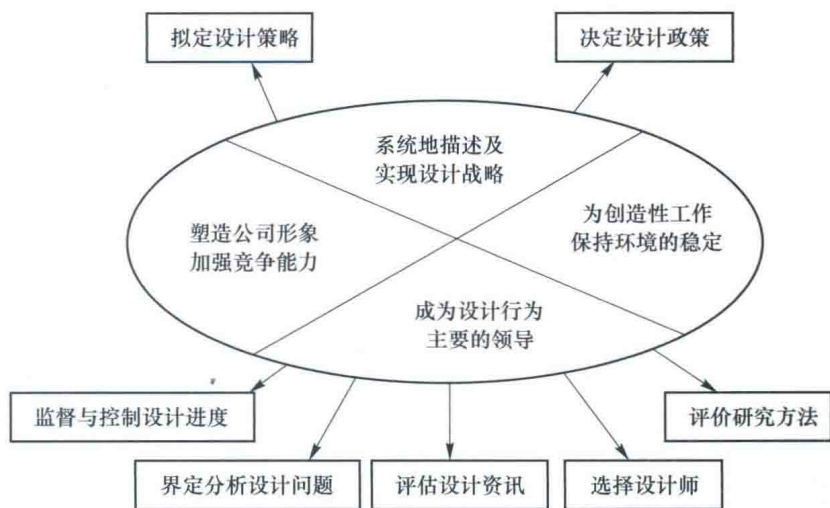 拟定设计策略
决定设计政策
系统地描述及
实现设计战略
塑造公司形象
加强竞争能力
为创造性工作
保持环境的稳定
成为设计行为
主要的领导
监督与控制设计进度
评价研究方法
界定分析设计问题
评估设计资讯
选择设计师